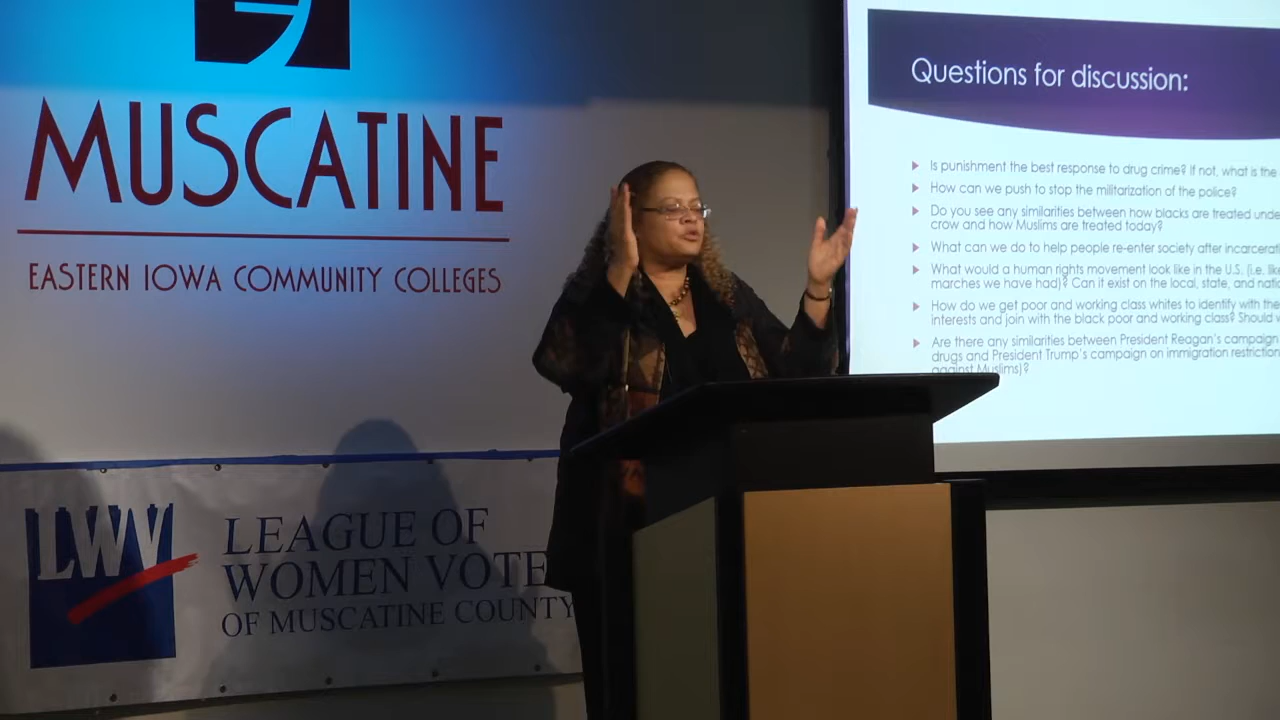 MUSCATINE
EASTERN IOWA COMMUNITY COLLEGES
LWV
LEAGUE OF
WOMEN VOTE
OF MUSCATINE COUNTY
Questions for discussion:
Is punishment the best response to drug crime? If not, what is the
How can we push to stop the militarization of the police?
Do you see any similarities between how blacks are treated unde
crow and how Muslims are treated today?
What can we do to help people re-enter society after incarcerati
What would a human rights movement look like in the U.S. (i.e. lik
marches we have had)? Can it exist on the local, state, and natio
How do we get poor and working class whites to identify with the
interests and join with the black poor and working class? Should w
Are there any similarities between President Reagan's campaign
drugs and President Trump's campaign on immigration restriction
against Muslims)?